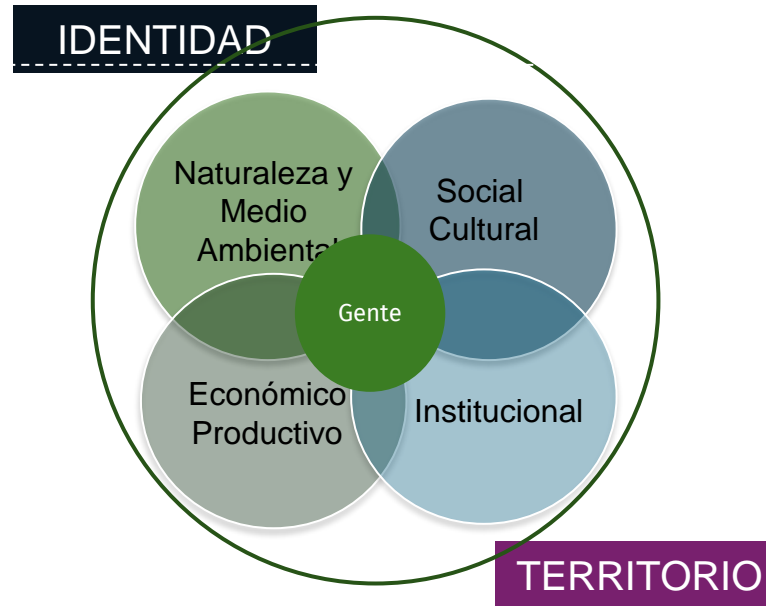 IDENTIDAD
Naturaleza y
Medio
Ambiental
Social
Cultural
Gente
Económico
Productivo
Institucional
TERRITORIO